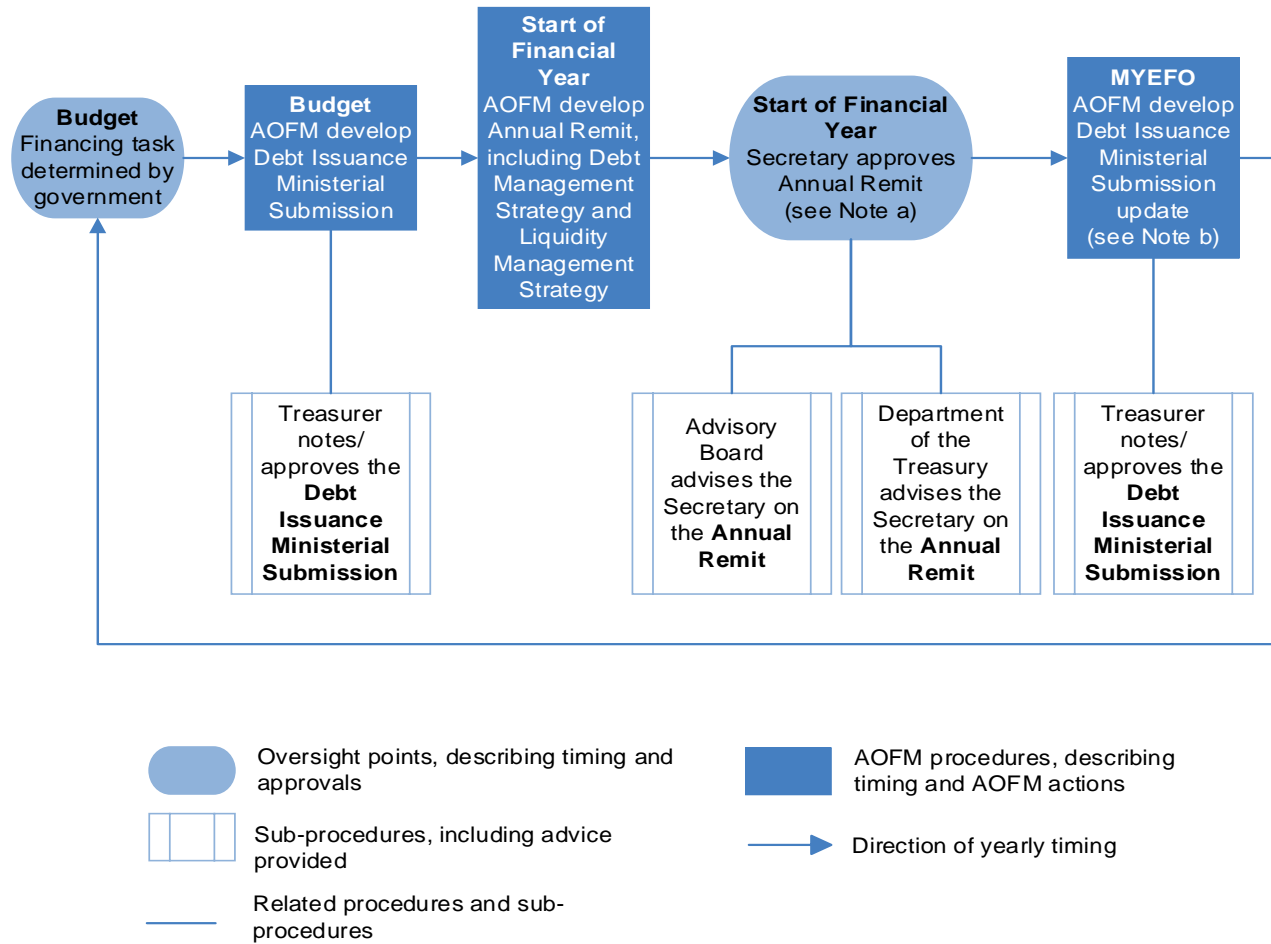 Budget
Financing task
determined by
government
Budget
AOFM develop
Debt Issuance
Ministerial
Submission
Start of
Financial
Year
AOFM develop
Annual Remit,
including Debt
Management
Strategy and
Liquidity
Management
Strategy
Start of Financial
Year
Secretary approves
Annual Remit
(see Note a)
MYEFO
AOFM develop
Debt Issuance
Ministerial
Submission
update
(see Note b)
Treasurer
notes/
approves the
Debt
Issuance
Ministerial
Submission
Advisory
Board
advises the
Secretary on
the Annual
Remit
Department
of the
Treasury
advises the
Secretary on
the Annual
Remit
Treasurer
notes/
approves the
Debt
Issuance
Ministerial
Submission
Oversight points, describing timing and
approvals
Sub-procedures, including advice
provided
Related procedures and sub-
procedures
AOFM procedures, describing
timing and AOFM actions
Direction of yearly timing